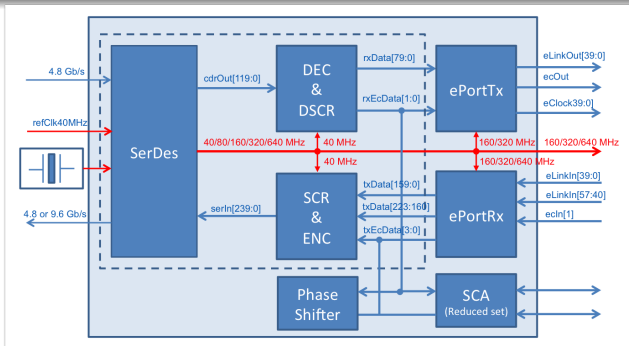 4.8 Gb/s
refClk40MHz
4.8 or 9.6 Gb/s
SerDes
cdrOut[119:0]
DEC
&
DSCR
rxData[79:0]
rxEcData[1:0]
ePortTx
eLinkOut[39:0]
ecOut
eClock39:0]
40/80/160/320/640 MHz
40 MHz
40 MHz
160/320 MHz
160/320/640 MHz
160/320/640 MHz
serIn[239:0]
SCR
&
ENC
txData[159:0]
txData[223:160]
txEcData[3:0]
ePortRx
eLinkIn[39:0]
eLinkIn[57:40]
ecIn[1]
Phase
Shifter
SCA
(Reduced set)